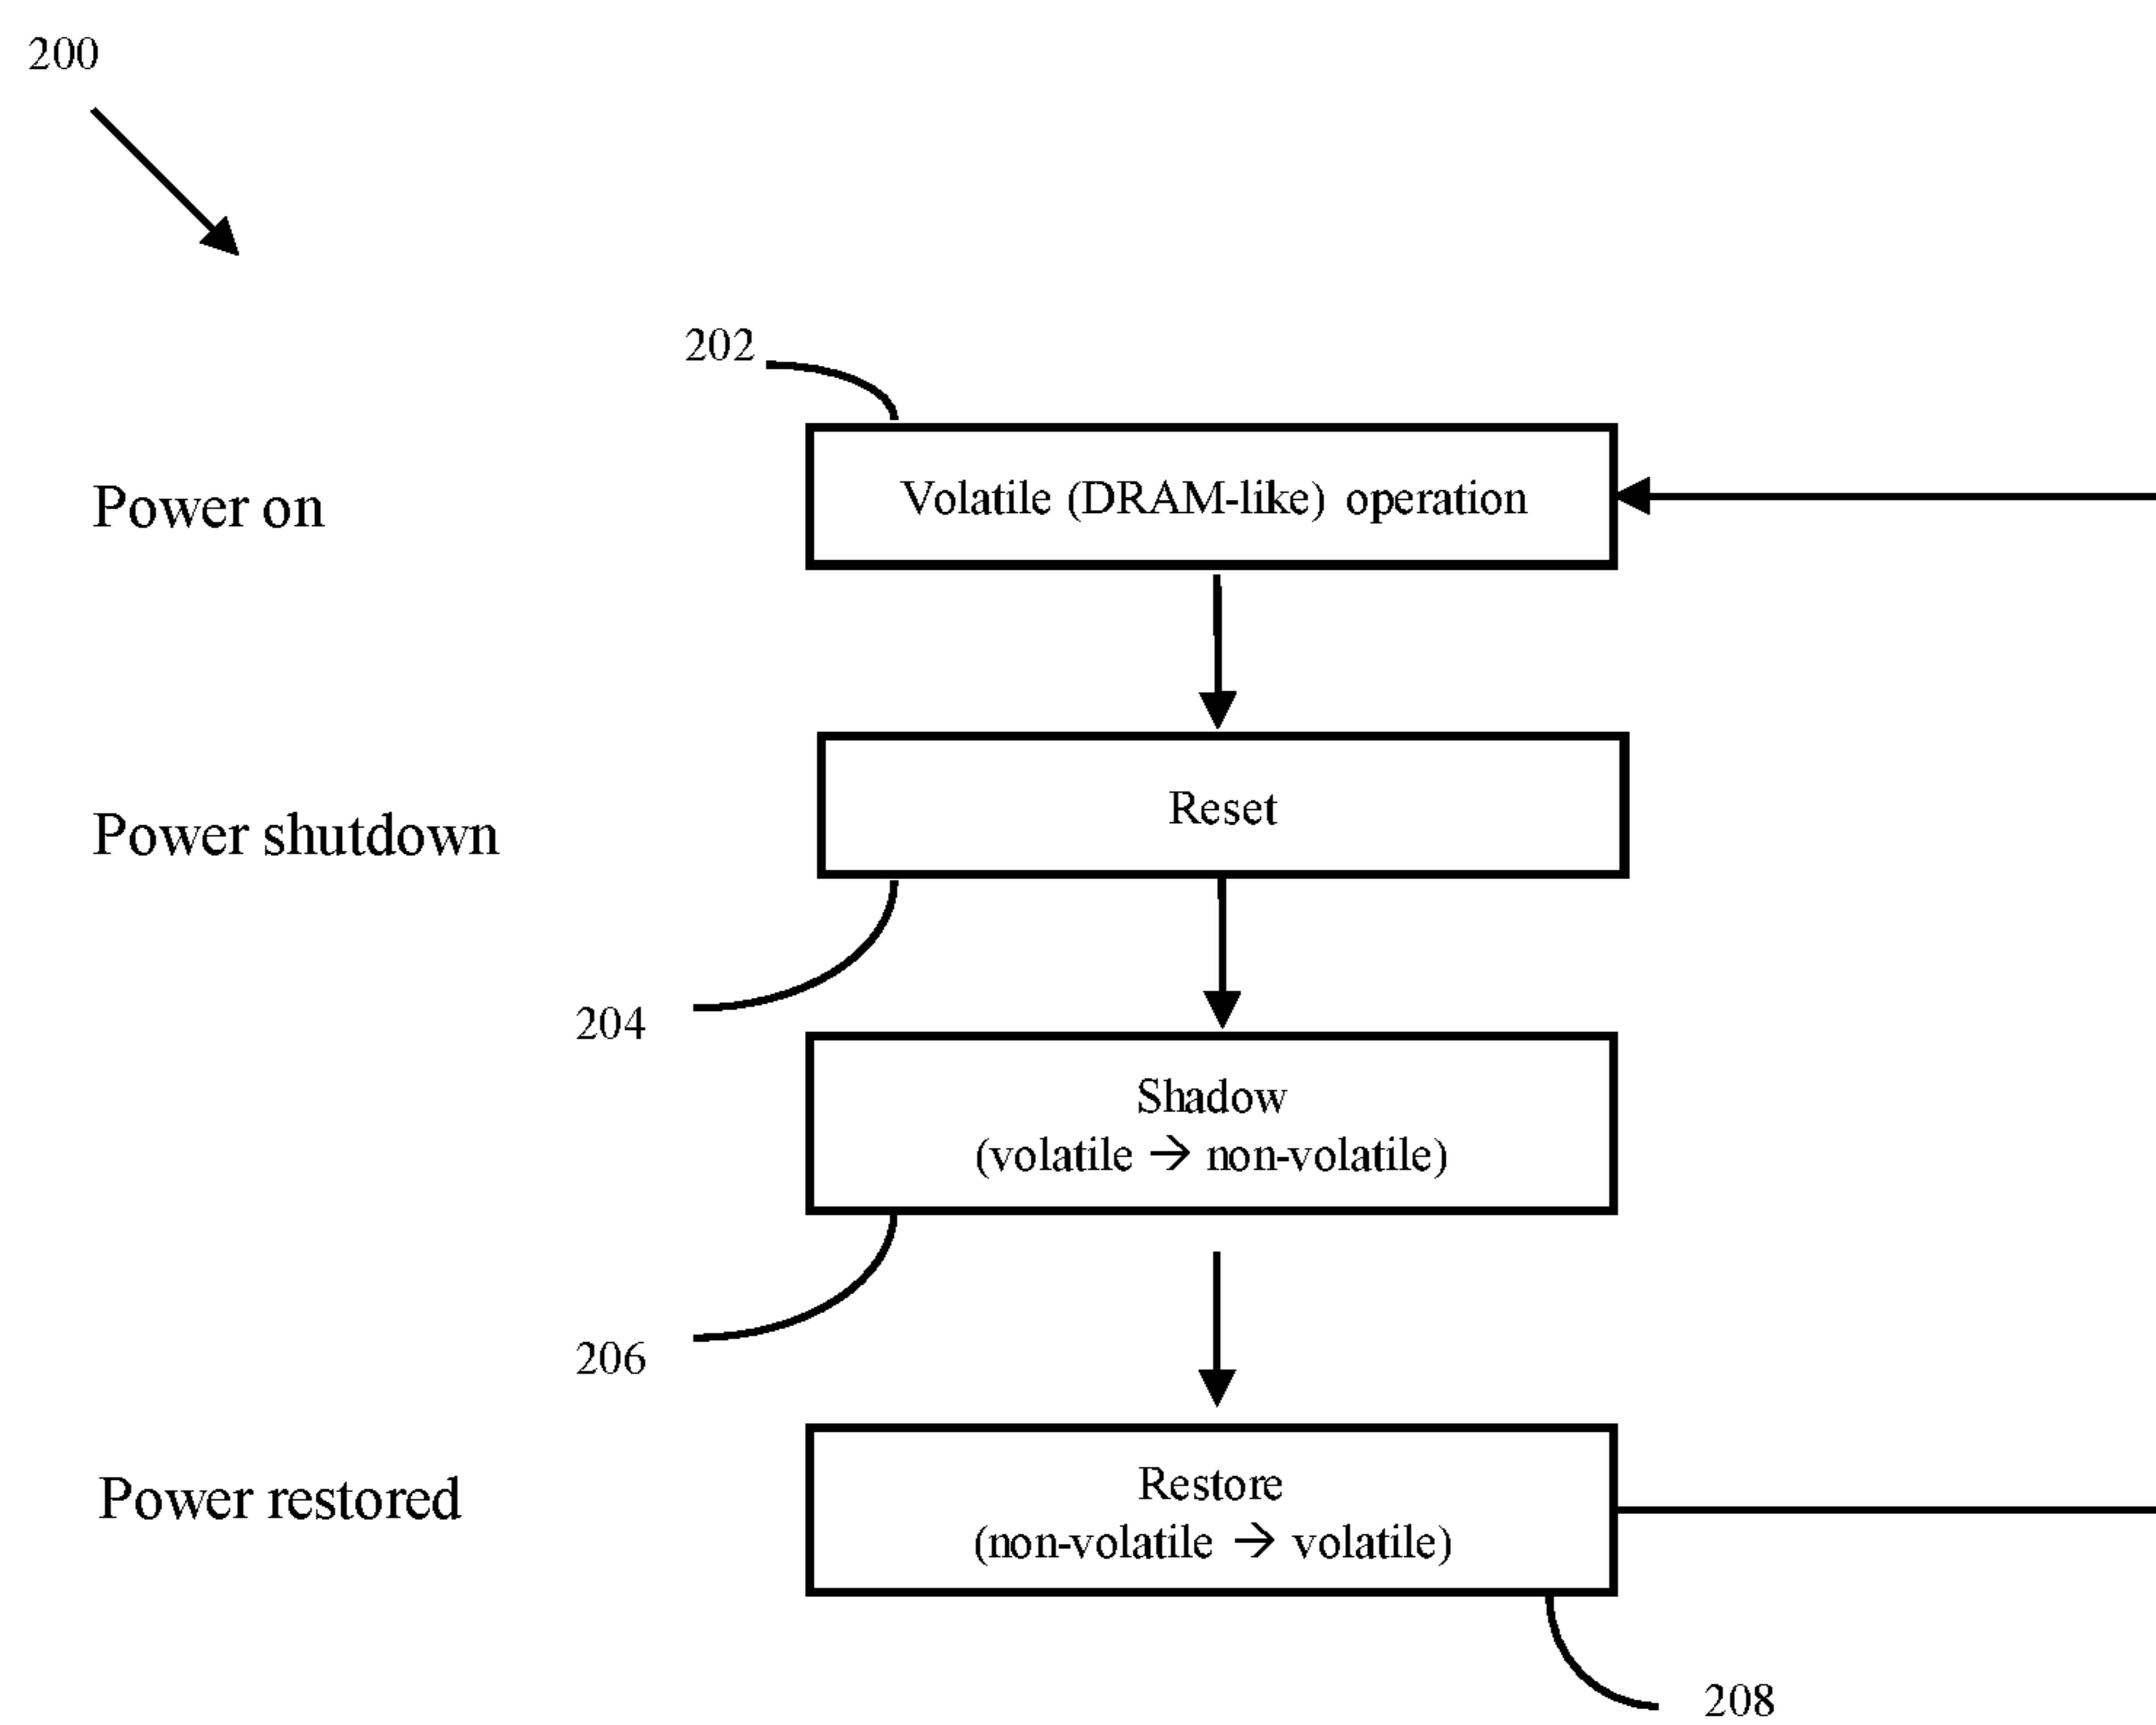 200
202
Power on
Volatile (DRAM-like) operation
Power shutdown
Reset
204
Shadow
(volatile → non-volatile)
206
Power restored
Restore
(non-volatile → volatile)
208